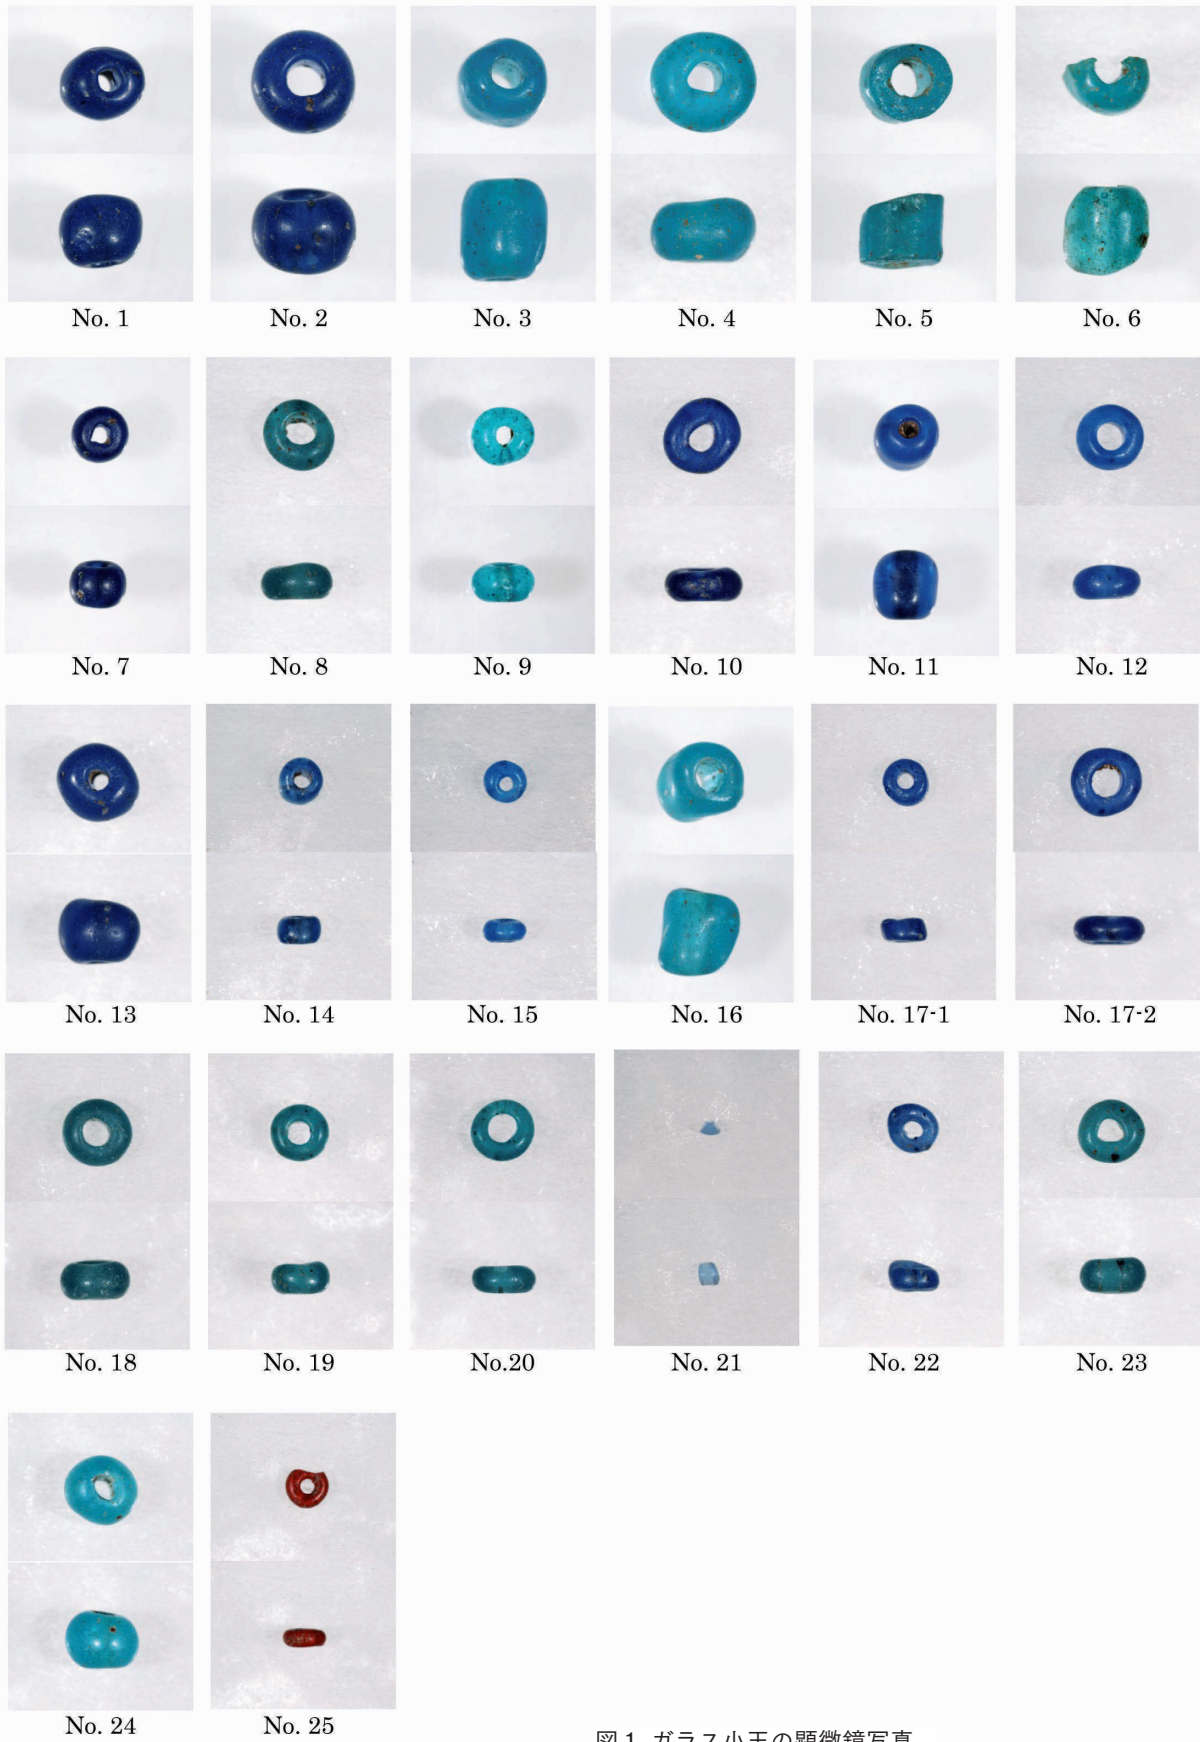 No. 1 No. 2 No. 3 No. 4 No. 5 No. 6
No. 7 No. 8 No. 9 No. 10 No. 11 No. 12
No. 13 No. 14 No. 15 No. 16 No. 17-1 No. 17-2
No. 18 No. 19 No.20 No. 21 No. 22 No. 23
No. 24 No. 25
図1 ガラス小玉の顕微鏡写真